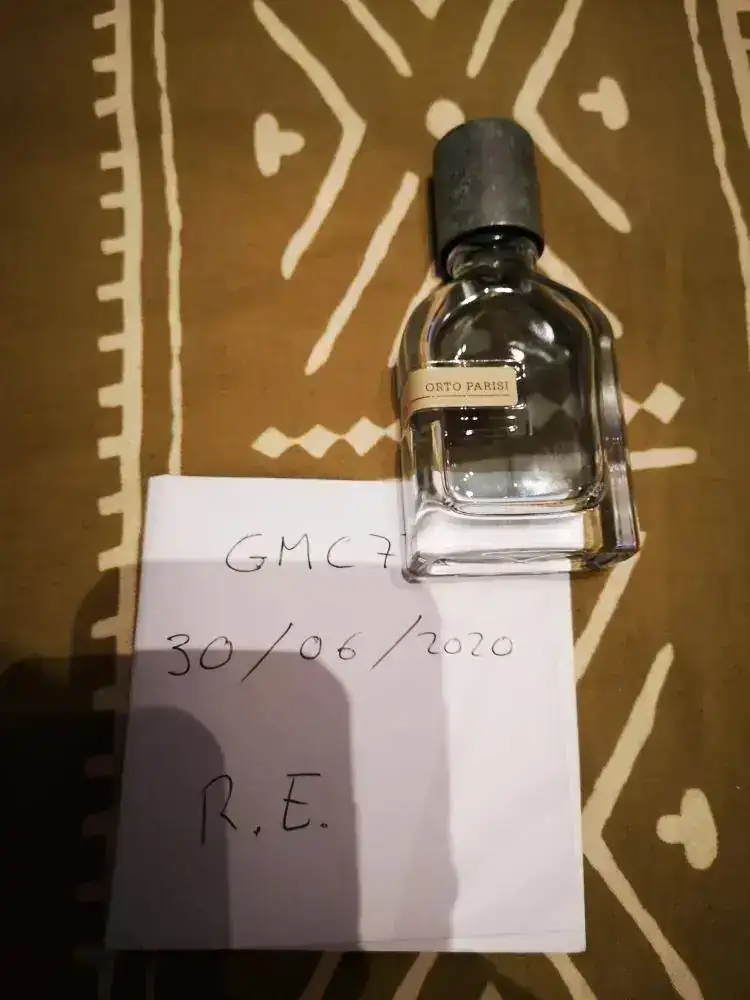 ORTO PARISI
GMC7
30/06/2020
R.E.